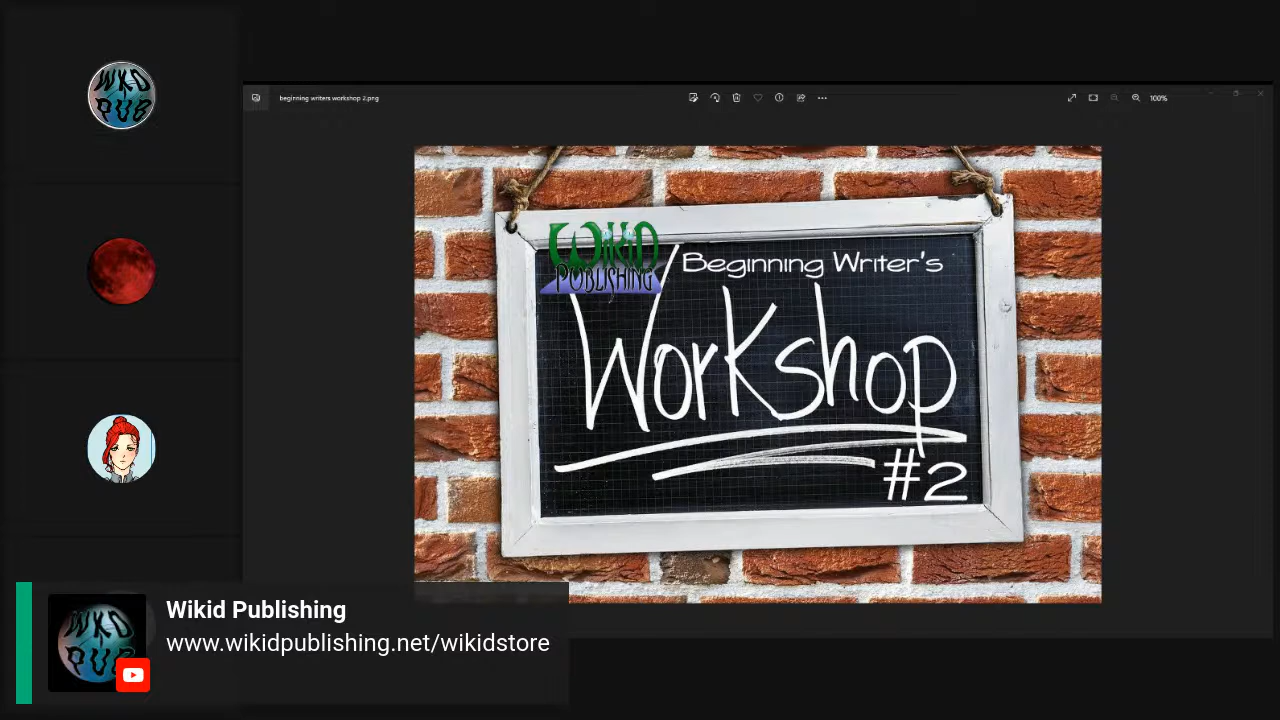 WKD
PUB
beginning writers workshop 2.png
100%
WikiD
Publishing
Beginning Writer's
Workshop
#2
WKD
PUB
Wikid Publishing
www.wikidpublishing.net/wikidstore